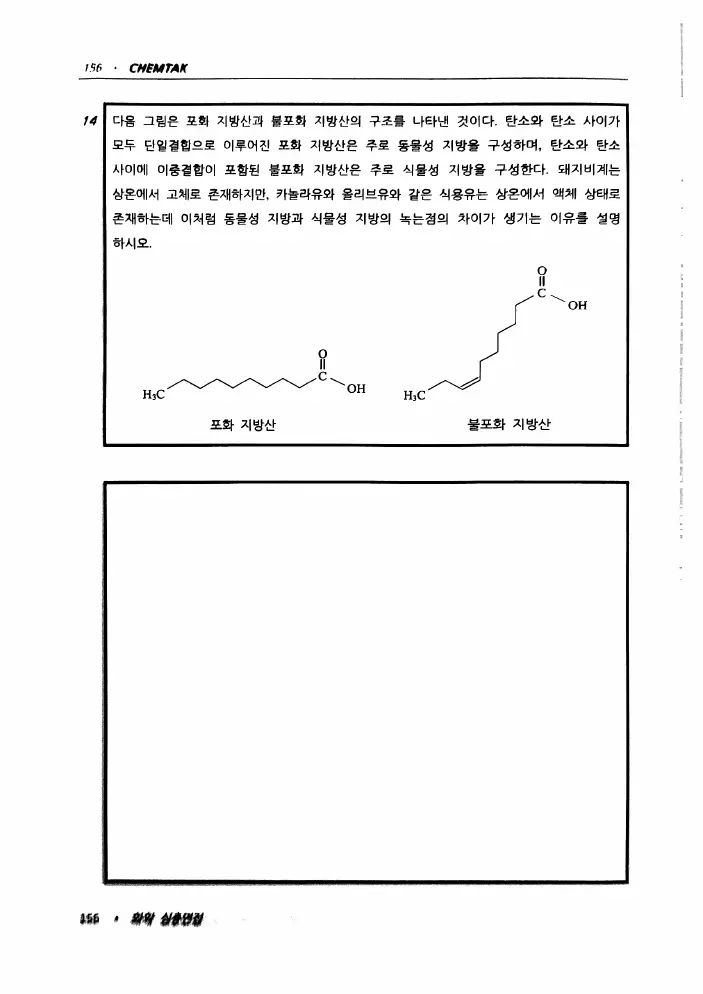 156 · CHEMTAK
14 다음 그림은 포화 지방산과 불포화 지방산의 구조를 나타낸 것이다. 탄소와 탄소 사이가
모두 단일결합으로 이루어진 포화 지방산은 주로 동물성 지방을 구성하며, 탄소와 탄소
사이에 이중결합이 포함된 불포화 지방산은 주로 식물성 지방을 구성한다. 돼지비계는
상온에서 고체로 존재하지만, 카놀라유와 올리브유와 같은 식용유는 상온에서 액체 상태로
존재하는데 이처럼 동물성 지방과 식물성 지방의 녹는점의 차이가 생기는 이유를 설명
하시오.
O
C
OH
H₃C
포화 지방산
O
C
OH
H₃C
불포화 지방산
156 · 화학 심층면접